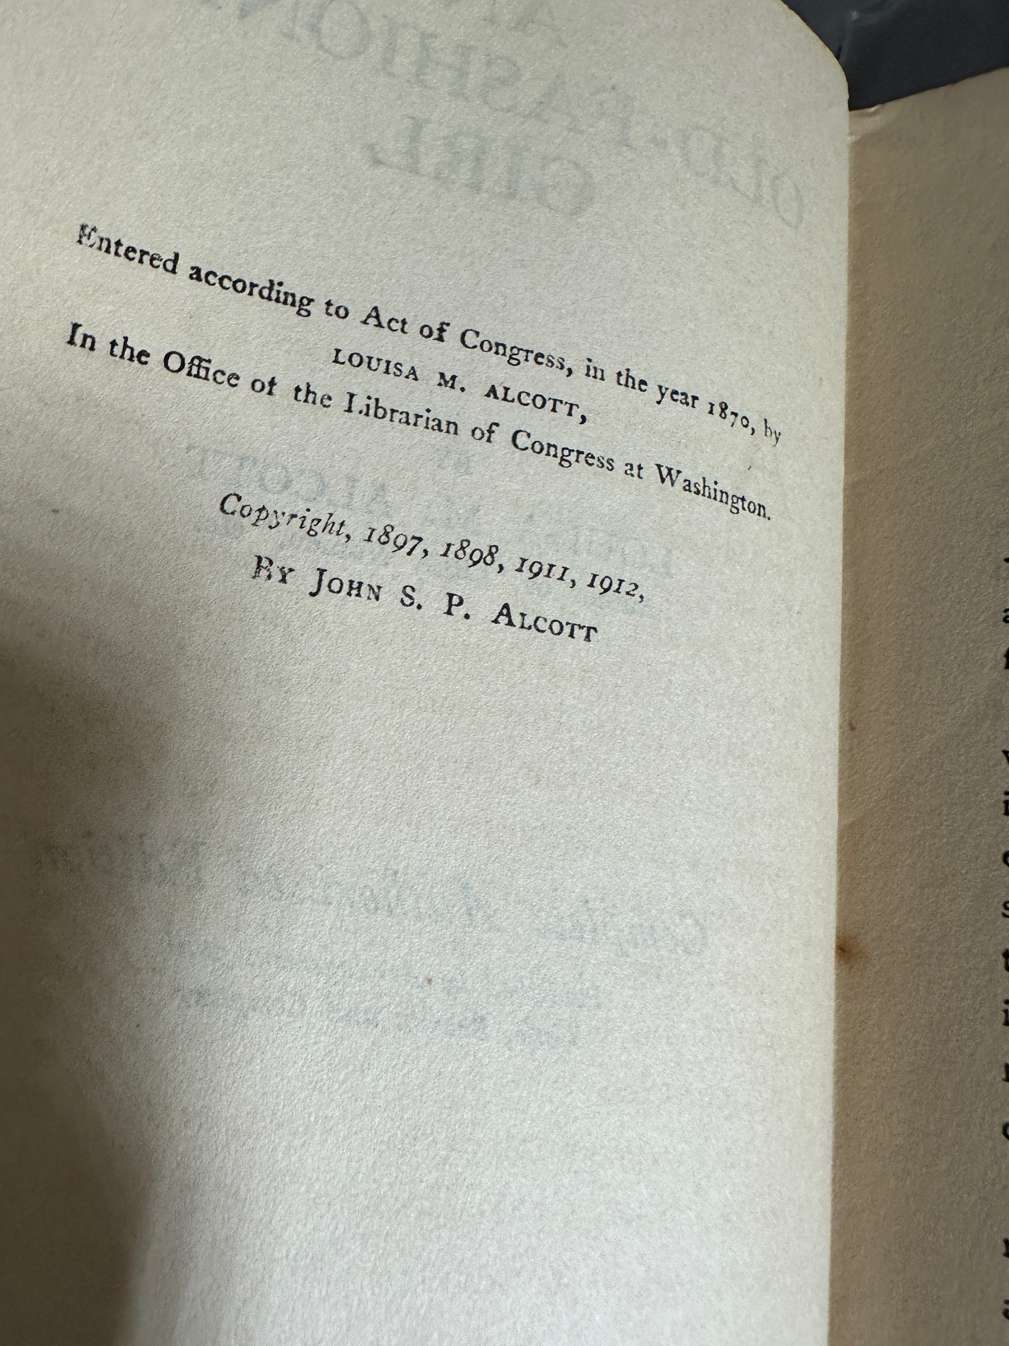 Entered according to Act of Congress, in the year 1870, by
LOUISA M. ALCOTT,
In the Office of the Librarian of Congress at Washington.
Copyright, 1897, 1898, 1911, 1912,
BY JOHN S. P. ALCOTT